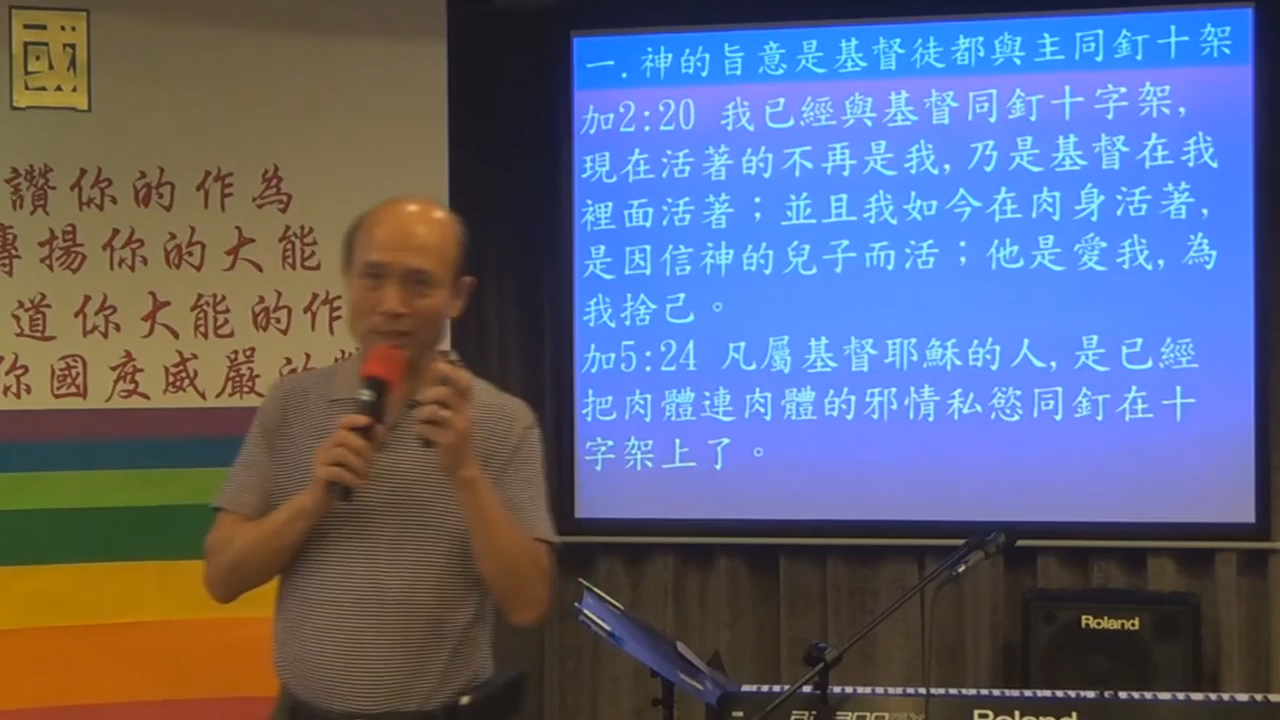 國
讚你的作為
傳揚你的大能
道你大能的作
你國度威嚴的
一.神的旨意是基督徒都與主同釘十架
加2:20 我已經與基督同釘十字架,
現在活著的不再是我,乃是基督在我
裡面活著；並且我如今在肉身活著,
是因信神的兒子而活；他是愛我,為
我捨己。
加5:24 凡屬基督耶穌的人,是已經
把肉體連肉體的邪情私慾同釘在十
字架上了。
Roland
Roland